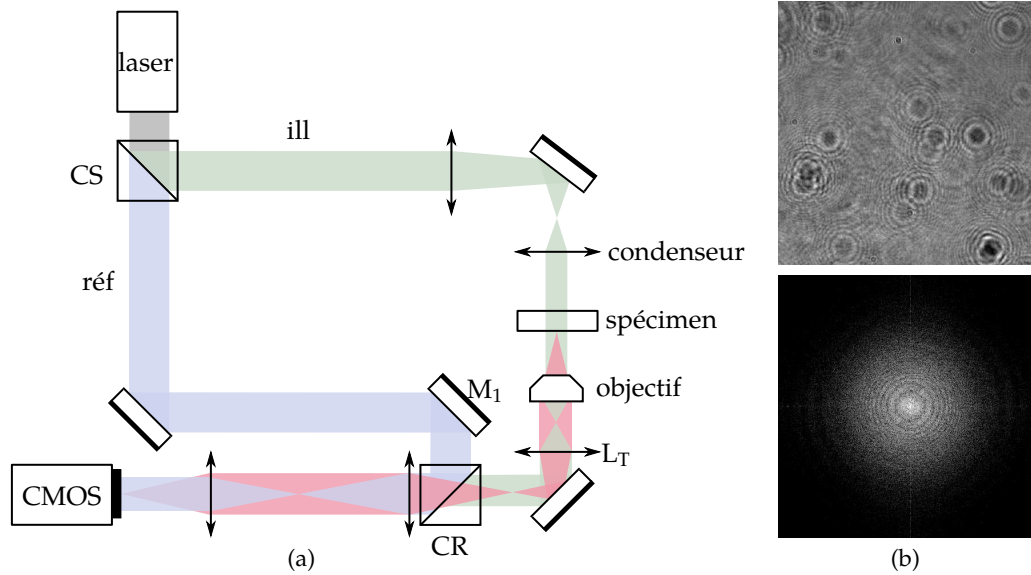 laser
ill
CS
condenseur
réf
spécimen
M1
objectif
LT
CMOS
CR
(a)
(b)